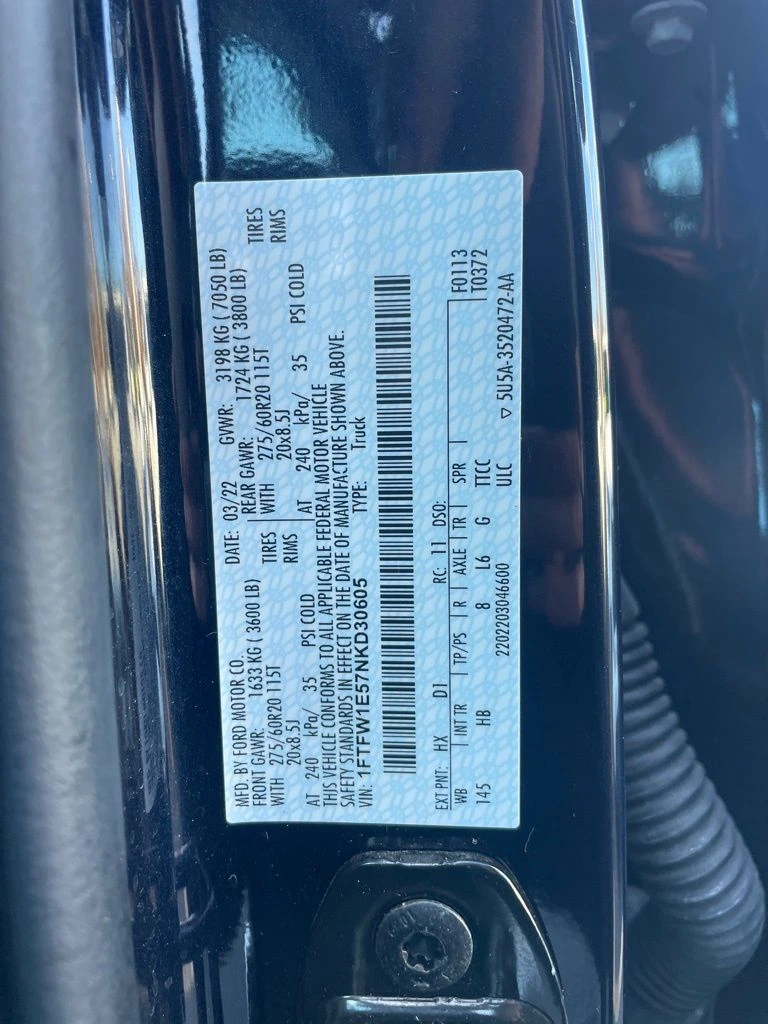 MFD. BY FORD MOTOR CO.
DATE: 03/22 GVWR: 3198 KG ( 7050 LB)
FRONT GAWR: 1633 KG ( 3600 LB) REAR GAWR: 1724 KG ( 3800 LB)
WITH 275/60R20 115T TIRES WITH 275/60R20 115T TIRES
20x8.5J RIMS 20x8.5J RIMS
AT 240 kPa/ 35 PSI COLD AT 240 kPa/ 35 PSI COLD
THIS VEHICLE CONFORMS TO ALL APPLICABLE FEDERAL MOTOR VEHICLE
SAFETY STANDARDS IN EFFECT ON THE DATE OF MANUFACTURE SHOWN ABOVE.
VIN: 1FTFW1E57NKD30605 TYPE: Truck
EXT PNT: HX D1 RC: 11 DSO: F0113
WB INT TR TP/PS R AXLE TR SPR T0372
145 HB 8 L6 G TTCC
2202203046600 ULC ▽ 5U5A-3520472-AA